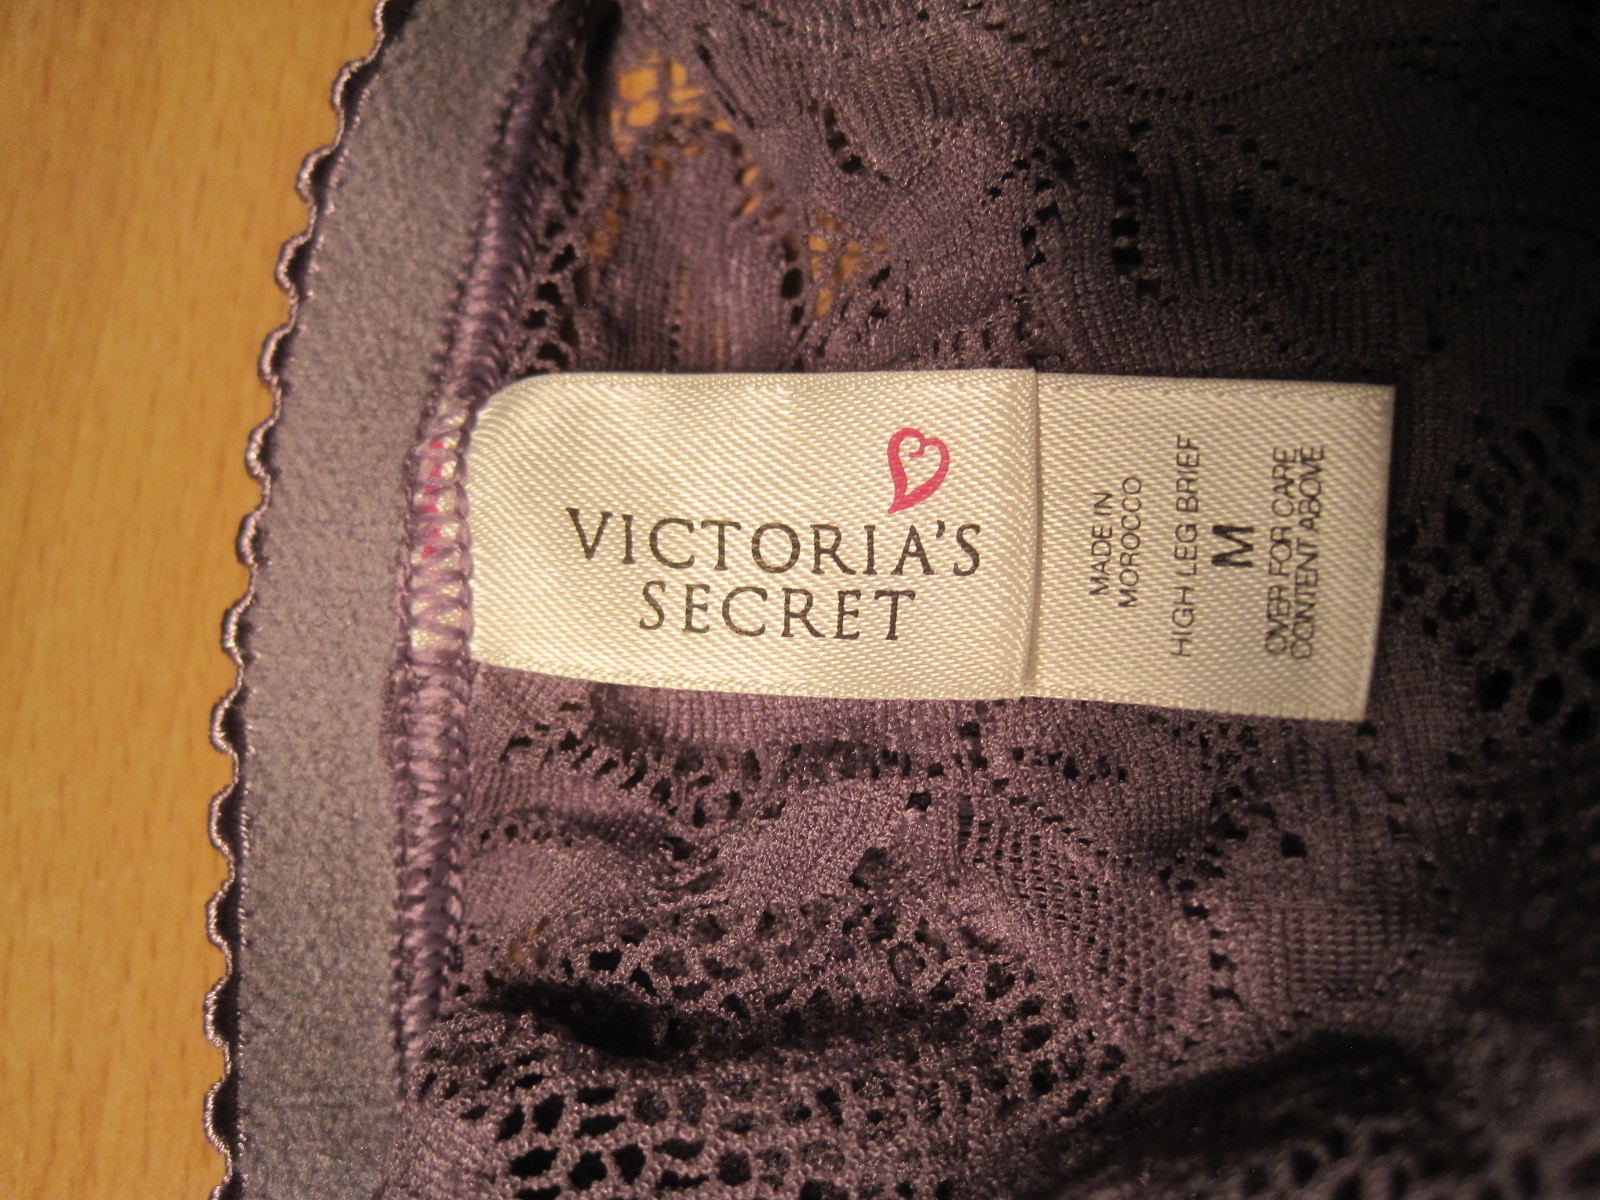 VICTORIA'S
SECRET
MADE IN
MOROCCO
HIGH LEG BRIEF
M
OVER FOR CARE
CONTENT ABOVE